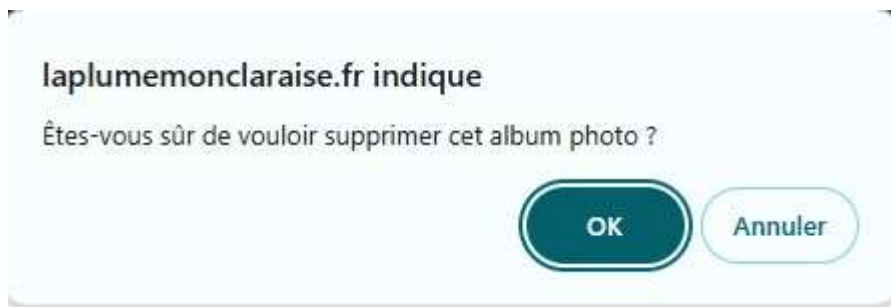 laplumemonclaraise.fr indique
Êtes-vous sûr de vouloir supprimer cet album photo ?
OK Annuler